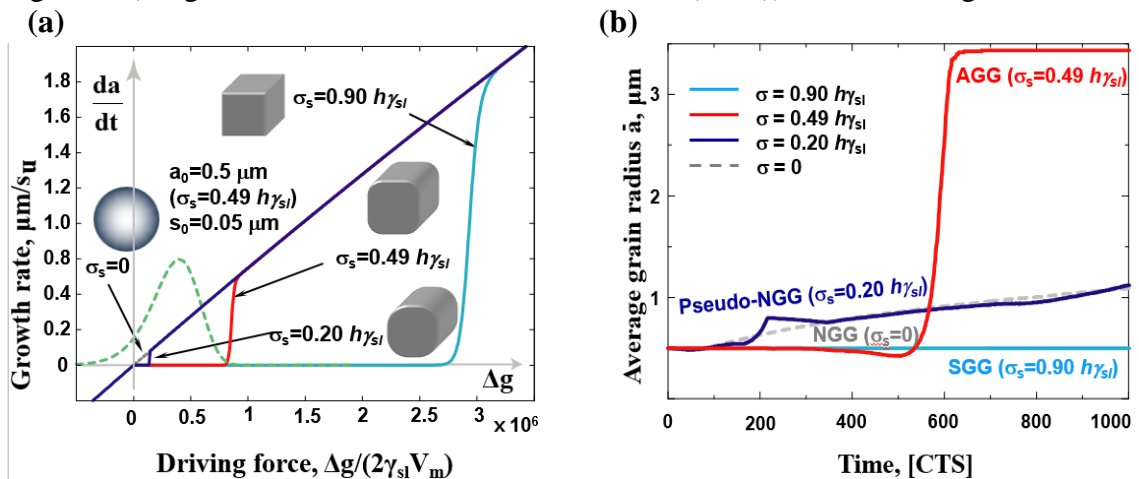 (a)
da
dt
Growth rate, μm/s_u
1.8
1.6
1.4
1.2
1.0
0.8
0.6
0.4
0.2
0
σ_s=0.90 hγ_sl
a_0=0.5 μm
(σ_s=0.49 hγ_sl)
s_0=0.05 μm
σ_s=0
σ_s=0.49 hγ_sl
σ_s=0.20 hγ_sl
Δg
0 0.5 1 1.5 2 2.5 3 3.5
x 10^6
Driving force, Δg/(2γ_slV_m)
(b)
Average grain radius ā, μm
3
2
1
AGG (σ_s=0.49 hγ_sl)
σ = 0.90 hγ_sl
σ = 0.49 hγ_sl
σ = 0.20 hγ_sl
σ = 0
Pseudo-NGG (σ_s=0.20 hγ_sl)
NGG (σ_s=0)
SGG (σ_s=0.90 hγ_sl)
0 200 400 600 800 1000
Time, [CTS]